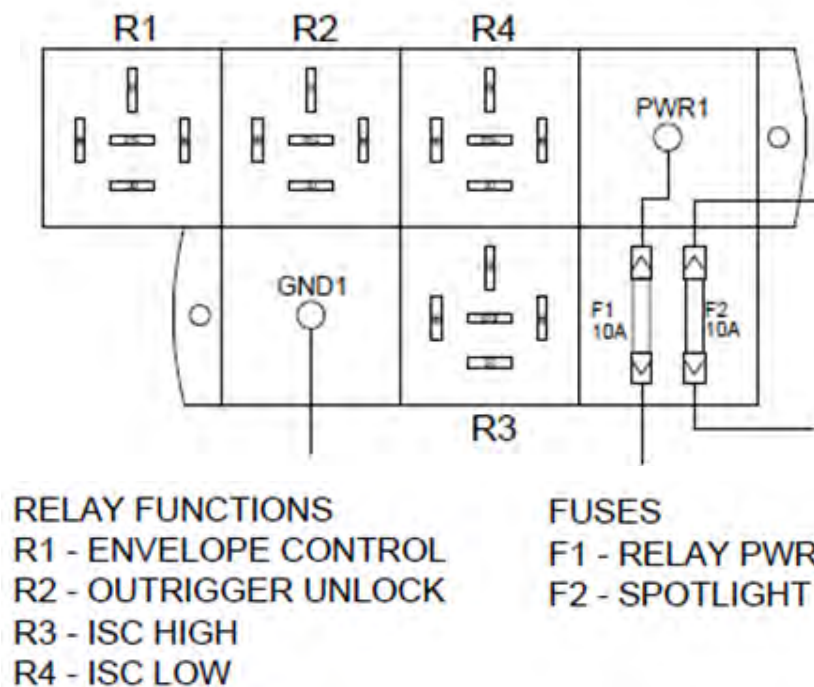 R1 R2 R4
PWR1
GND1
F1
10A
F2
10A
R3
RELAY FUNCTIONS
R1 - ENVELOPE CONTROL
R2 - OUTRIGGER UNLOCK
R3 - ISC HIGH
R4 - ISC LOW
FUSES
F1 - RELAY PWR
F2 - SPOTLIGHT